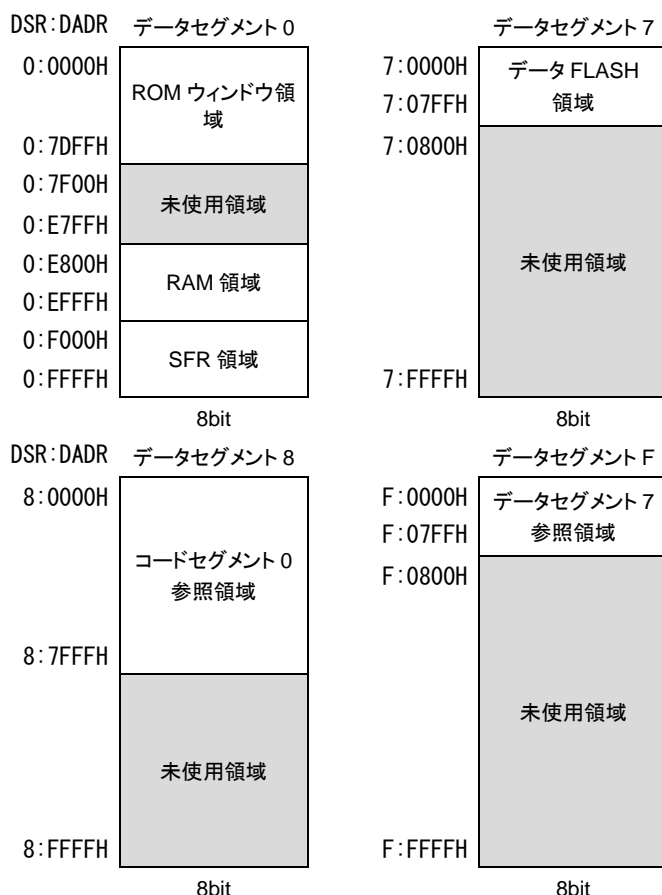 DSR:DADR データセグメント 0
0:0000H
ROM ウィンドウ領
域
0:7DFFH
0:7F00H
未使用領域
0:E7FFH
0:E800H
RAM 領域
0:EFFFH
0:F000H
SFR 領域
0:FFFFH
8bit
データセグメント 7
7:0000H
データ FLASH
7:07FFH
領域
7:0800H
未使用領域
7:FFFFH
8bit
DSR:DADR データセグメント 8
8:0000H
コードセグメント 0
参照領域
8:7FFFH
未使用領域
8:FFFFH
8bit
データセグメント F
F:0000H
データセグメント 7
F:07FFH
参照領域
F:0800H
未使用領域
F:FFFFH
8bit